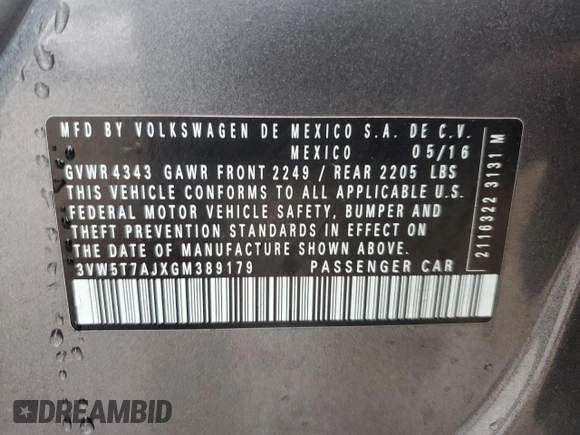 MFD BY VOLKSWAGEN DE MEXICO S.A. DE C.V.
MEXICO 05/16
GVWR 4343 GAWR FRONT 2249 / REAR 2205 LBS
THIS VEHICLE CONFORMS TO ALL APPLICABLE U.S.
FEDERAL MOTOR VEHICLE SAFETY, BUMPER AND
THEFT PREVENTION STANDARDS IN EFFECT ON
THE DATE OF MANUFACTURE SHOWN ABOVE.
3VW5T7AJXGM389179 PASSENGER CAR
2116322 3131 M
DREAMBID